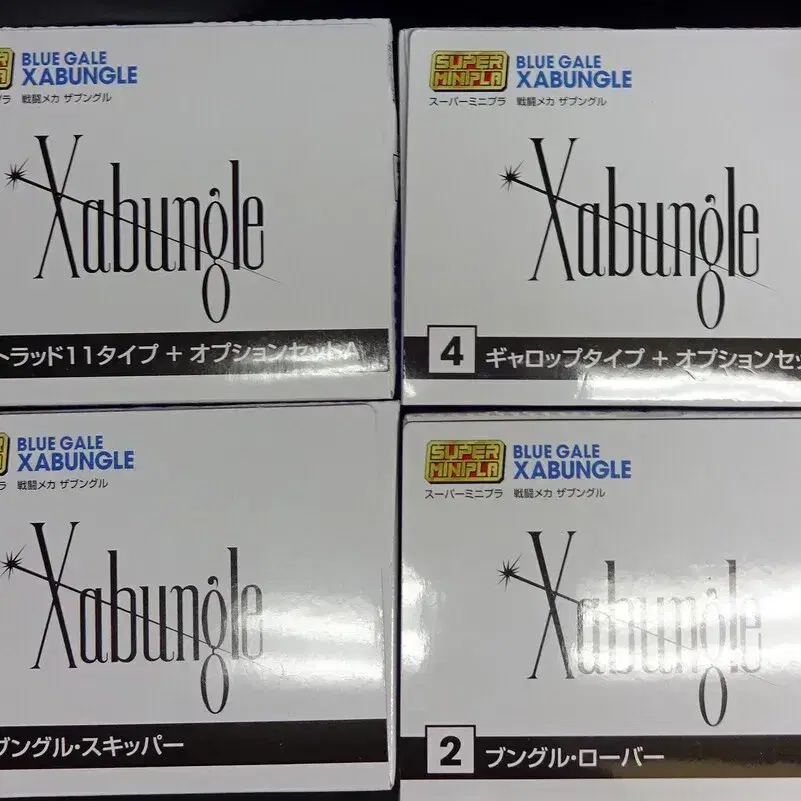 BLUE GALE
XABUNGLE
戦闘メカ ザブングル
Xabungle
トラッド11タイプ + オプションセットA
SUPER
MINIPLA
BLUE GALE
XABUNGLE
スーパーミニプラ 戦闘メカ ザブングル
Xabungle
4 ギャロップタイプ + オプションセッ
BLUE GALE
XABUNGLE
戦闘メカ ザブングル
Xabungle
ブングル・スキッパー
SUPER
MINIPLA
BLUE GALE
XABUNGLE
スーパーミニプラ 戦闘メカ ザブングル
Xabungle
2 ブングル・ローバー